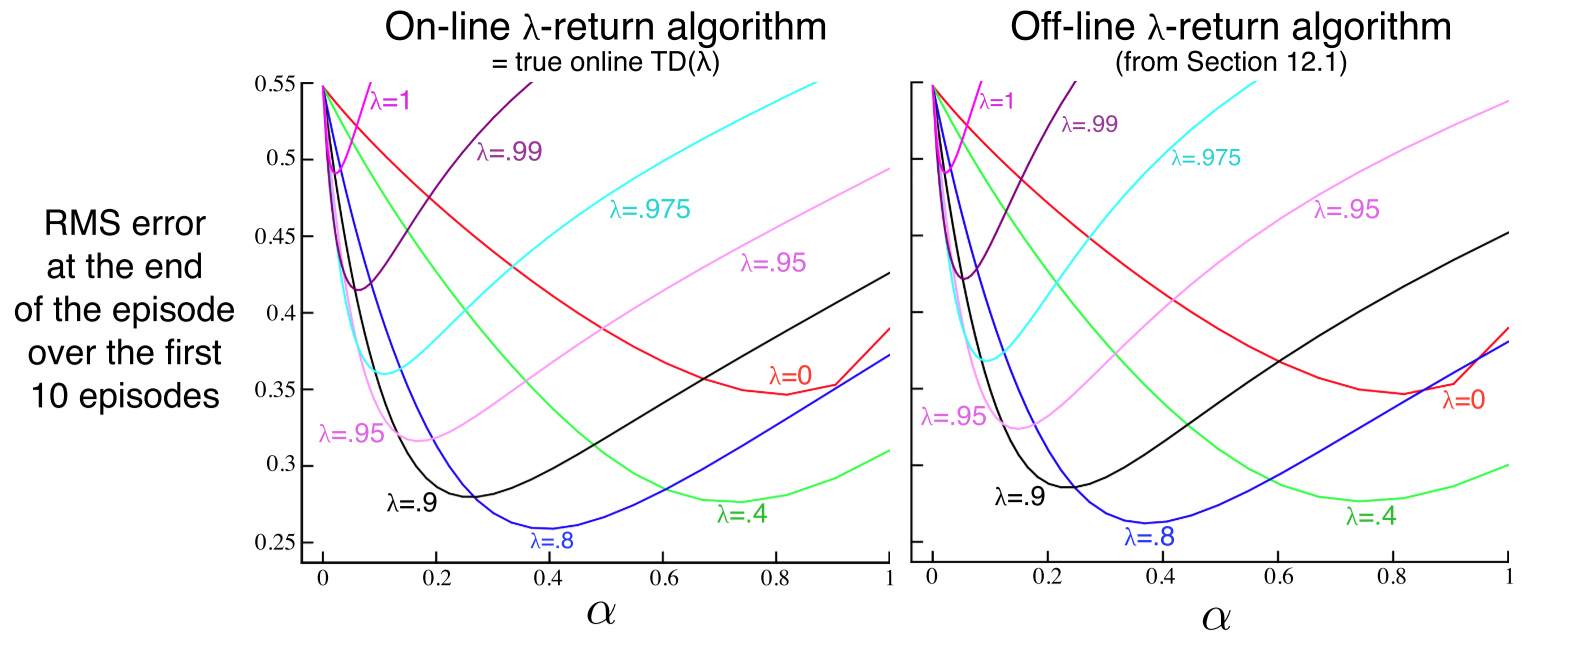 On-line λ-return algorithm
= true online TD(λ)
Off-line λ-return algorithm
(from Section 12.1)
RMS error
at the end
of the episode
over the first
10 episodes
0.55
0.5
0.45
0.4
0.35
0.3
0.25
λ=1
λ=.99
λ=.975
λ=.95
λ=0
λ=.95
λ=.9
λ=.4
λ=.8
0 0.2 0.4 0.6 0.8 1
α
λ=1
λ=.99
λ=.975
λ=.95
λ=0
λ=.95
λ=.9
λ=.4
λ=.8
0 0.2 0.4 0.6 0.8 1
α